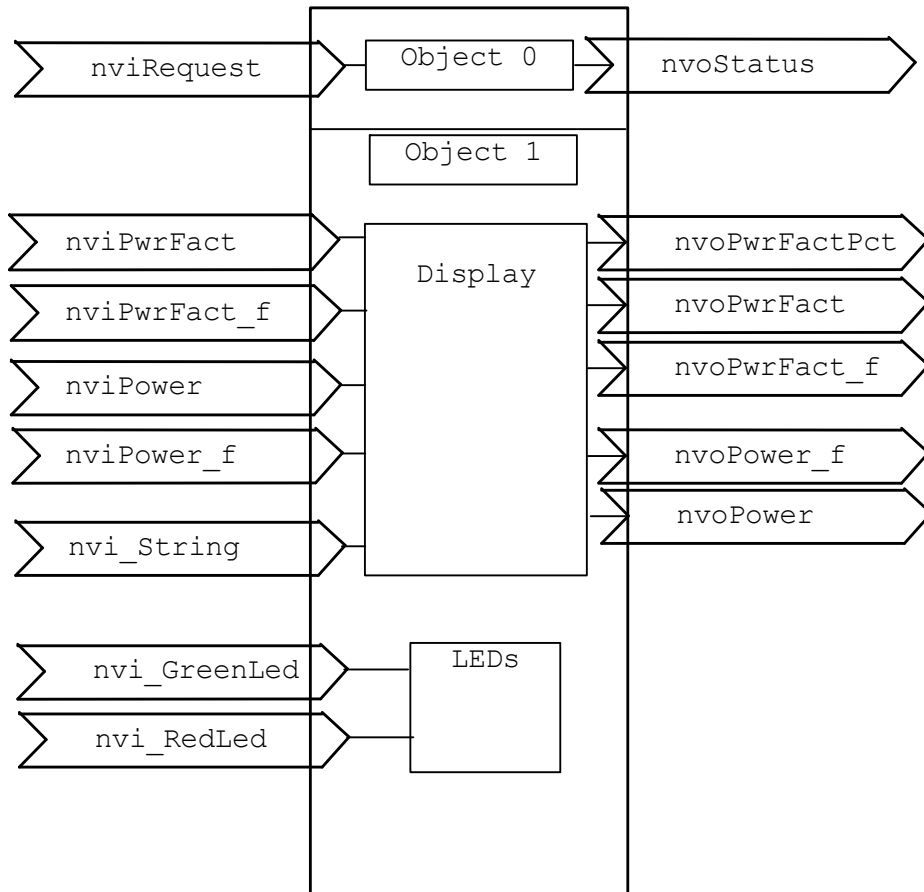 nviRequest
Object 0
nvoStatus
Object 1
nviPwrFact
nviPwrFact_f
nviPower
nviPower_f
nvi_String
Display
nvoPwrFactPct
nvoPwrFact
nvoPwrFact_f
nvoPower_f
nvoPower
nvi_GreenLed
nvi_RedLed
LEDs